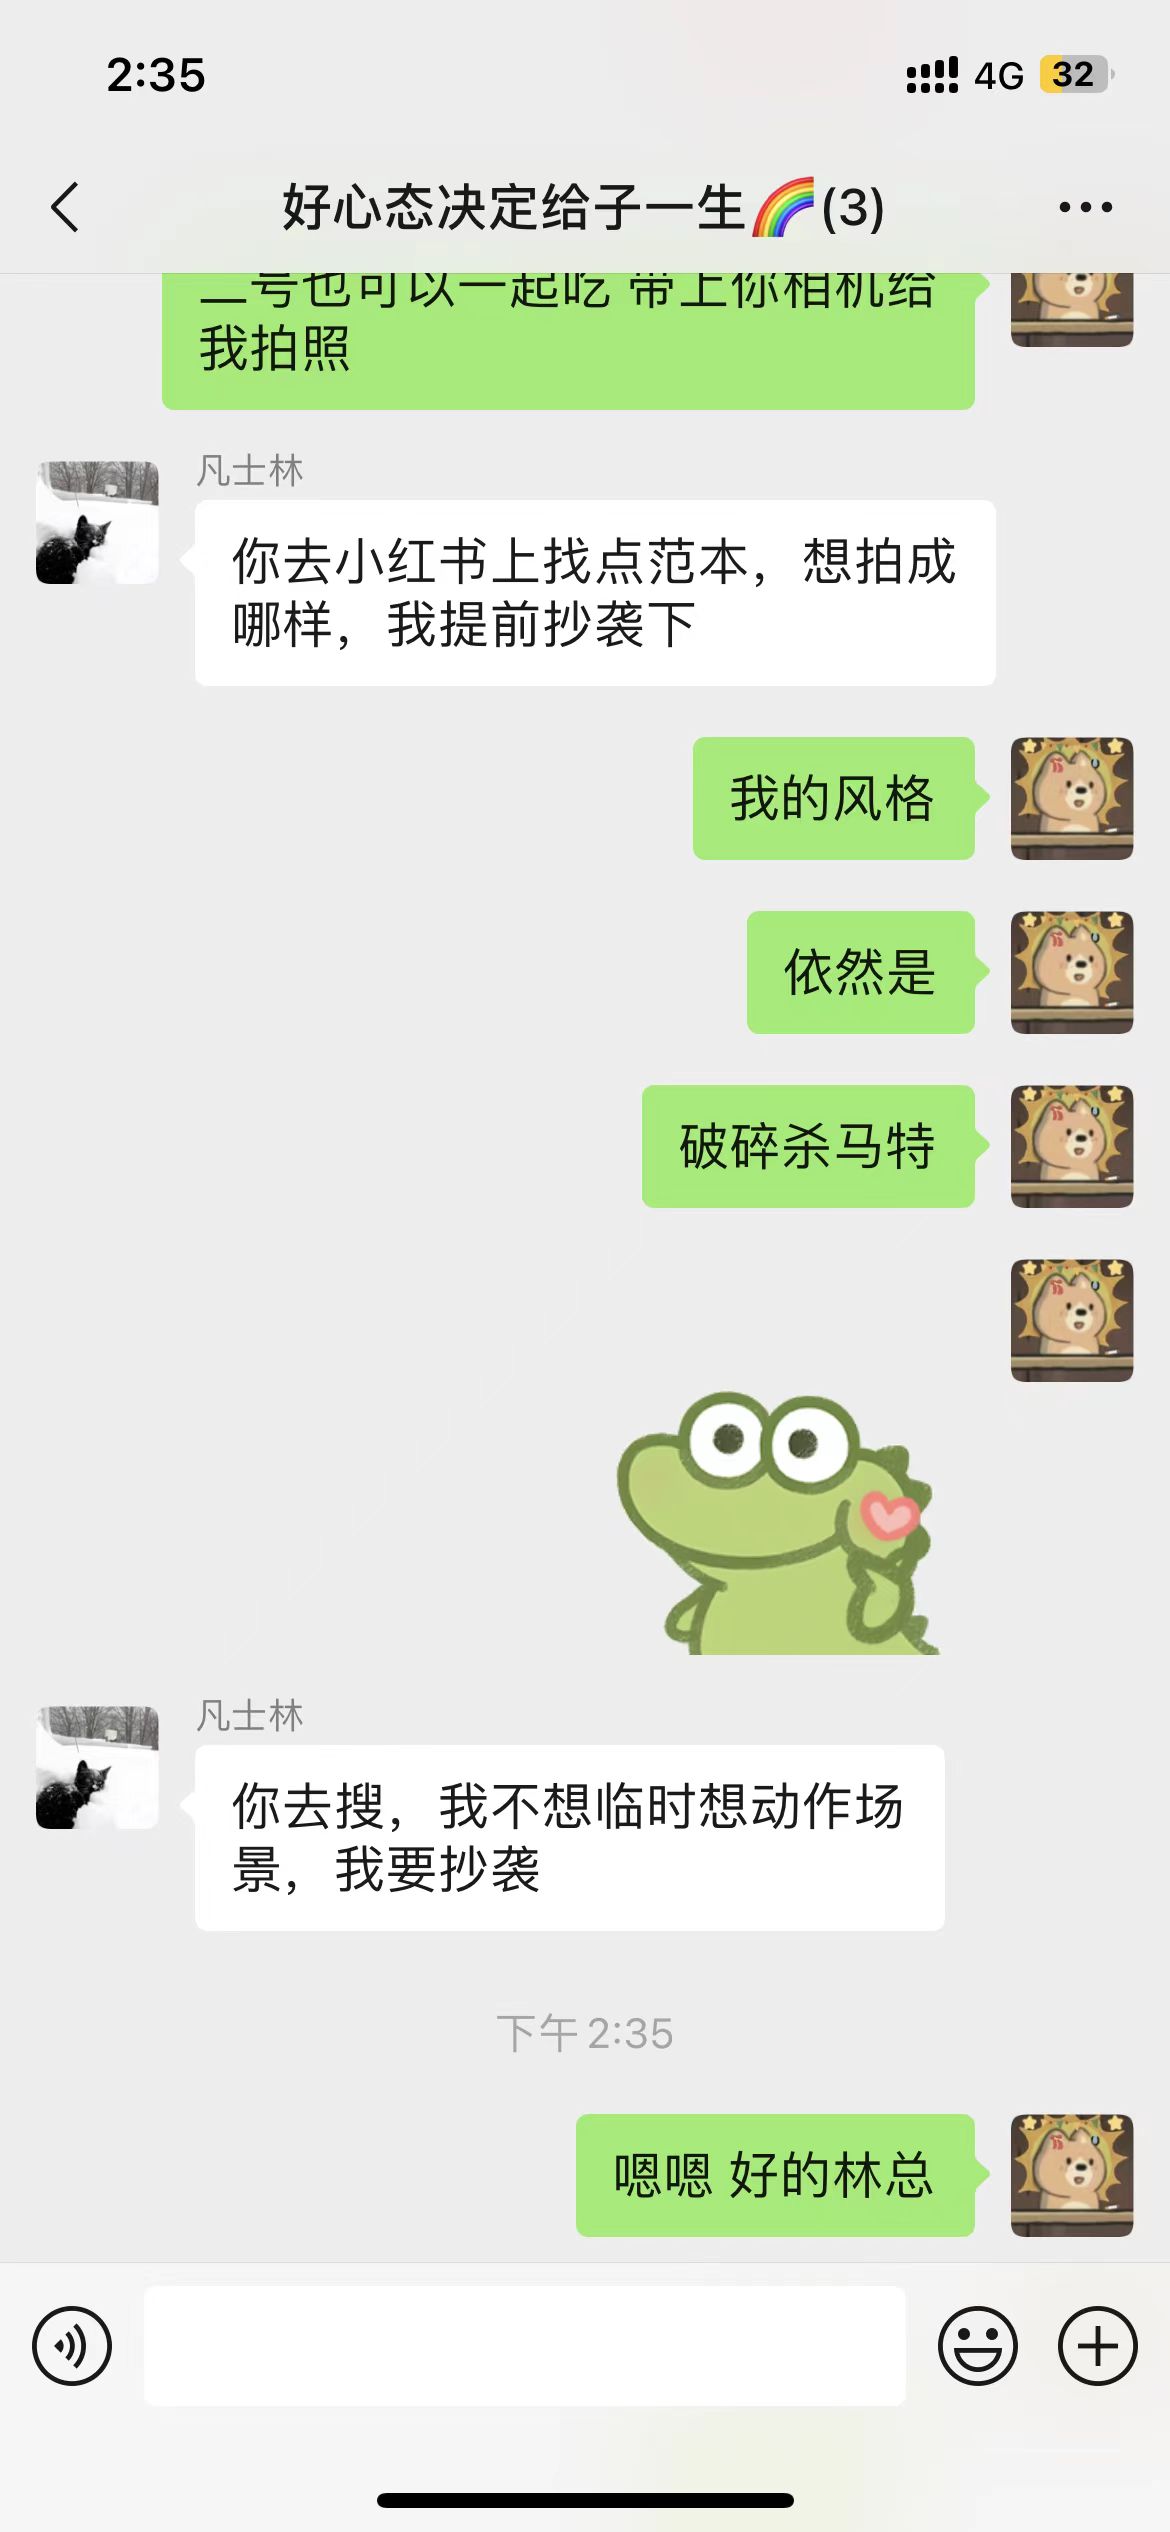 2:35
4G 32
好心态决定给子一生🌈(3)
二号也可以一起吃 带上你相机给
我拍照
凡士林
你去小红书上找点范本，想拍成
哪样，我提前抄袭下
我的风格
依然是
破碎杀马特
凡士林
你去搜，我不想临时想动作场
景，我要抄袭
下午 2:35
嗯嗯 好的林总